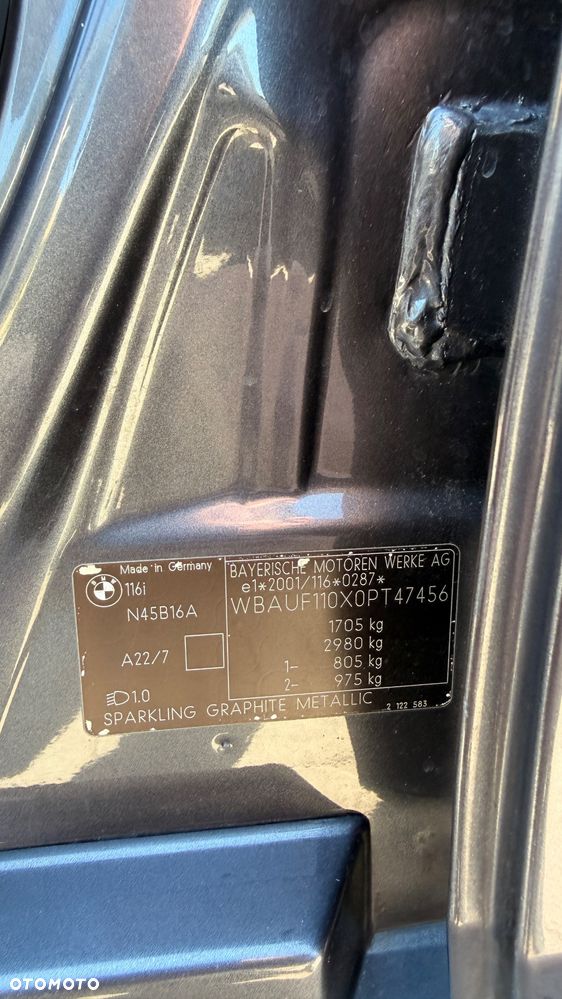 BMW
Made in Germany
116i
N45B16A
A22/7
1.0
SPARKLING GRAPHITE METALLIC
BAYERISCHE MOTOREN WERKE AG
e1*2001/116*0287*
WBAUF110X0PT47456
1705 kg
2980 kg
1– 805 kg
2– 975 kg
2 122 583
OTOMOTO